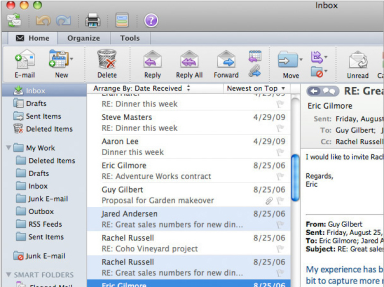 Inbox
Home
Organize
Tools
E-mail
New
Delete
Reply
Reply All
Forward
Move
Unread
Inbox
Drafts
Sent Items
Deleted Items
My Work
Deleted Items
Drafts
Inbox
Junk E-mail
Outbox
RSS Feeds
Sent Items
Junk E-mail
SMART FOLDERS
Arrange By: Date Received
Newest on Top
4/29/09
RE: Dinner this week
Steve Masters 4/29/09
RE: Dinner this week
Aaron Lee 4/29/09
Dinner this week
Eric Gilmore 8/25/06
RE: Adventure Works contract
Guy Gilbert 8/25/06
Proposal for Garden makeover
Jared Andersen 8/25/06
RE: Great sales numbers for new din...
Rachel Russell 8/25/06
RE: Coho Vineyard project
Rachel Russell 8/25/06
RE: Great sales numbers for new din...
Eric Gilmore 8/25/06
RE: Great
Eric Gilmore
Sent: Friday, August
To: Guy Gilbert; J
Cc: Rachel Russell
I would like to invite Rach
Regards,
Eric
From: Guy Gilbert
Sent: Friday, August 25,
To: Eric Gilmore; Jared A
Subject: RE: Great sales
My experience has b
bit to capture more